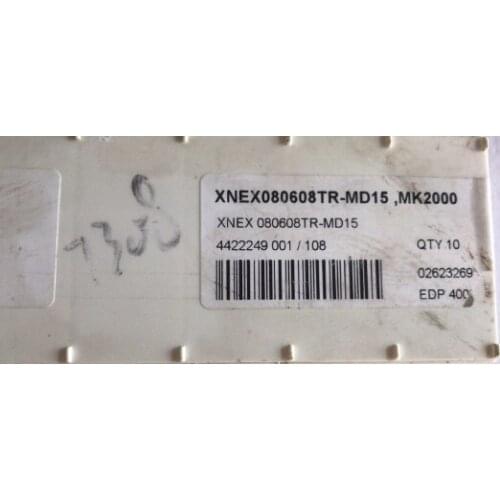 XNEX080608TR-MD15 ,MK2000
XNEX 080608TR-MD15
4422249 001 / 108
QTY 10
02623269
EDP 400